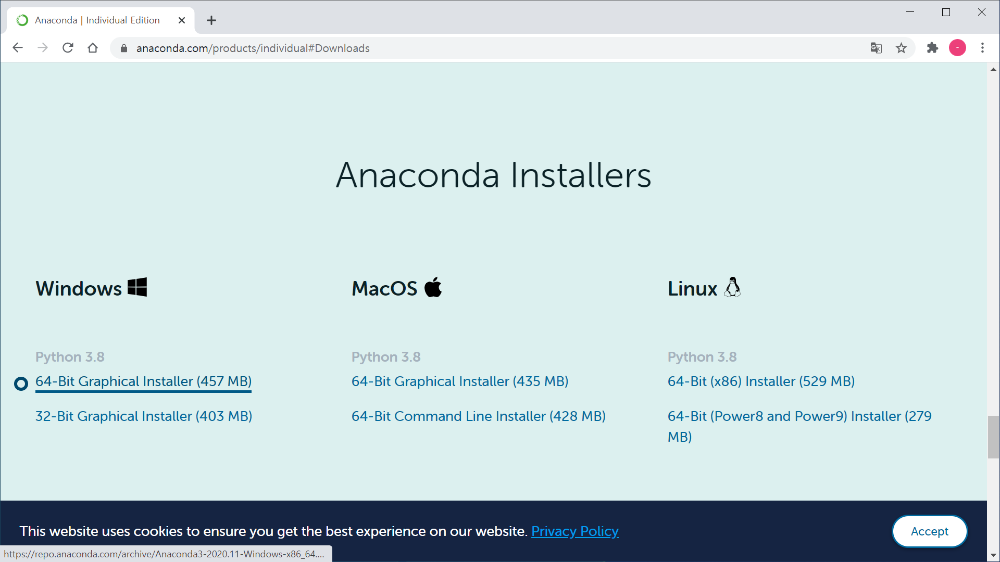 Anaconda | Individual Edition
anaconda.com/products/individual#Downloads
-
Anaconda Installers
Windows
MacOS
Linux
Python 3.8
64-Bit Graphical Installer (457 MB)
32-Bit Graphical Installer (403 MB)
Python 3.8
64-Bit Graphical Installer (435 MB)
64-Bit Command Line Installer (428 MB)
Python 3.8
64-Bit (x86) Installer (529 MB)
64-Bit (Power8 and Power9) Installer (279
MB)
This website uses cookies to ensure you get the best experience on our website. Privacy Policy
Accept
https://repo.anaconda.com/archive/Anaconda3-2020.11-Windows-x86_64....